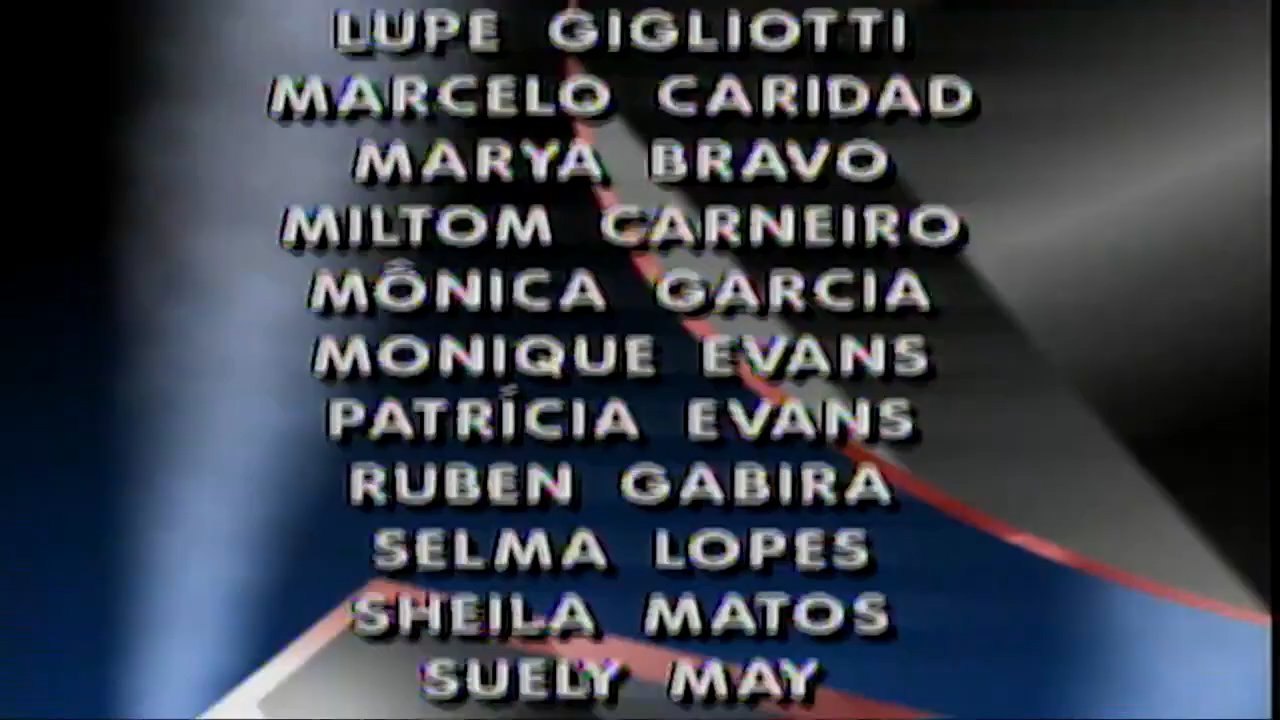 LUPE GIGLIOTTI
MARCELO CARIDAD
MARYA BRAVO
MILTOM CARNEIRO
MÔNICA GARCIA
MONIQUE EVANS
PATRÍCIA EVANS
RUBEN GABIRA
SELMA LOPES
SHEILA MATOS
SUELY MAY